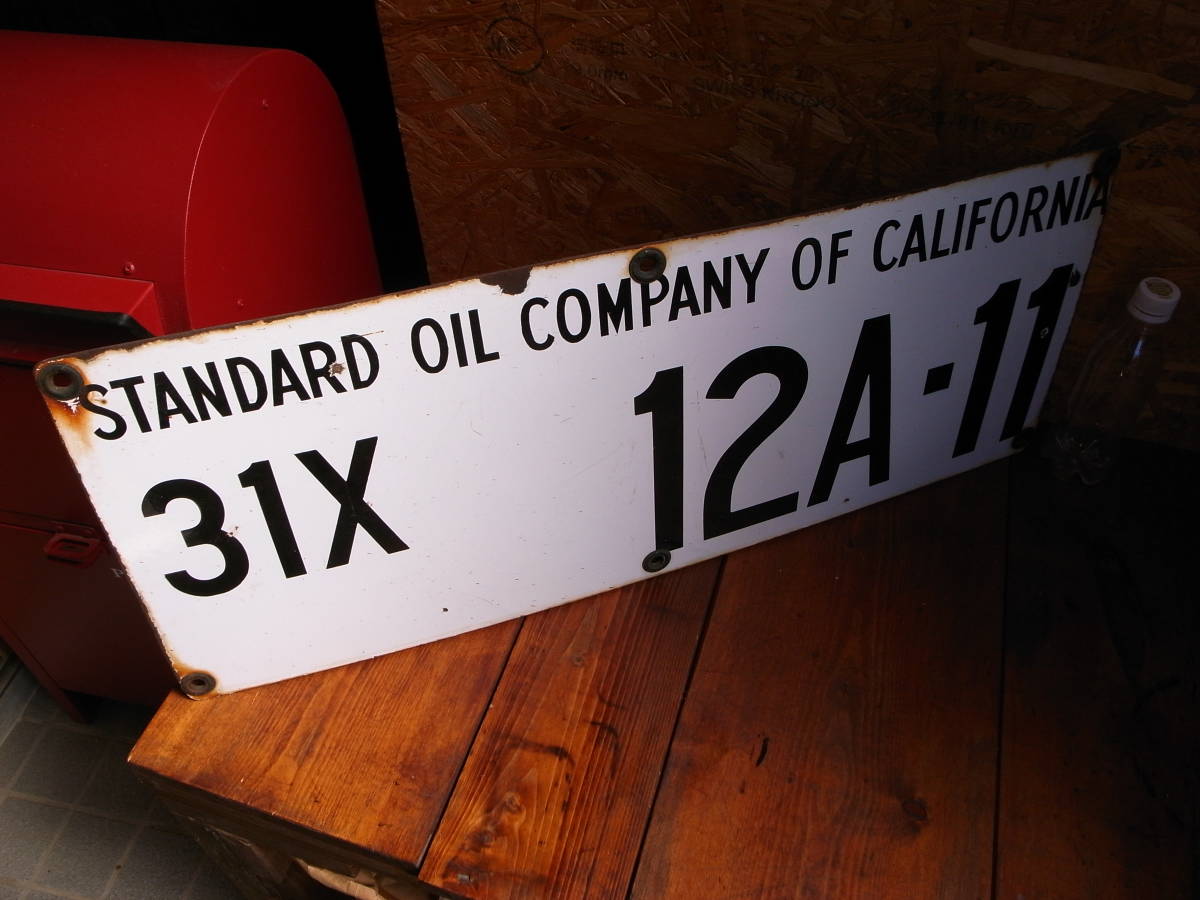 STANDARD OIL COMPANY OF CALIFORNIA
31X 12A-11